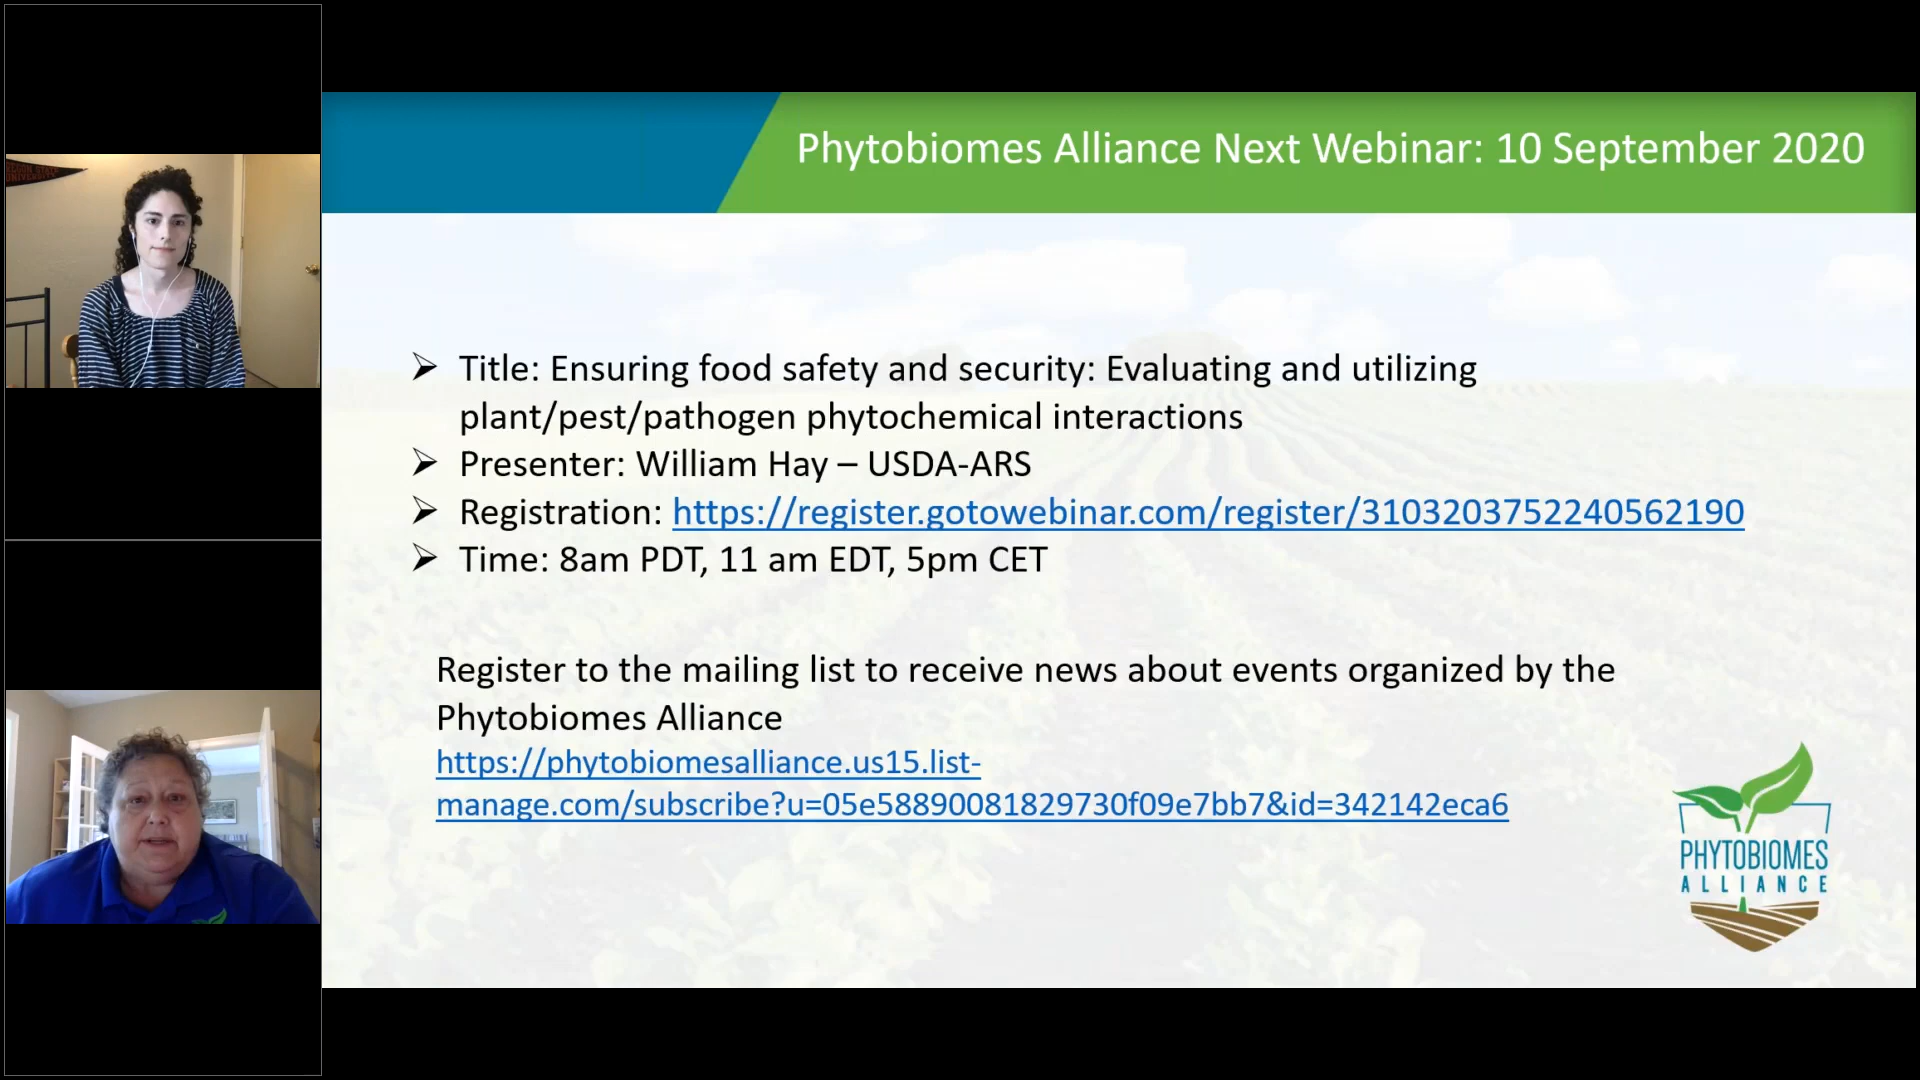 Phytobiomes Alliance Next Webinar: 10 September 2020
Title: Ensuring food safety and security: Evaluating and utilizing
plant/pest/pathogen phytochemical interactions
Presenter: William Hay – USDA-ARS
Registration: https://register.gotowebinar.com/register/3103203752240562190
Time: 8am PDT, 11 am EDT, 5pm CET
Register to the mailing list to receive news about events organized by the
Phytobiomes Alliance
https://phytobiomesalliance.us15.list-
manage.com/subscribe?u=05e58890081829730f09e7bb7&id=342142eca6
PHYTOBIOMES
ALLIANCE